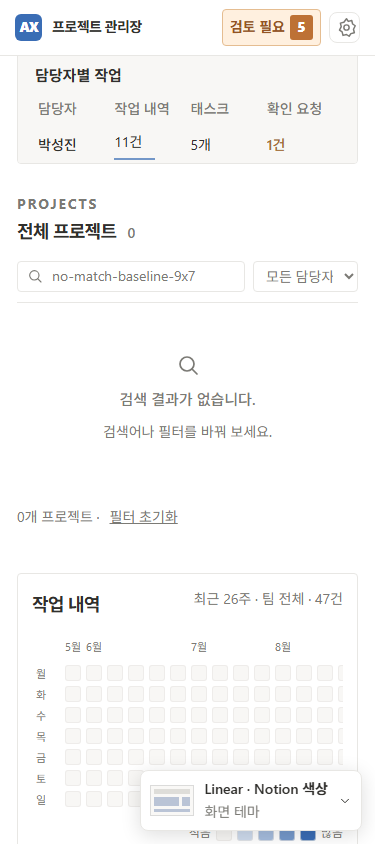 AX 프로젝트 관리장 검토 필요 5
담당자별 작업
담당자 작업 내역 태스크 확인 요청
박성진 11건 5개 1건
PROJECTS
전체 프로젝트 0
no-match-baseline-9x7 모든 담당자
검색 결과가 없습니다.
검색어나 필터를 바꿔 보세요.
0개 프로젝트 · 필터 초기화
작업 내역 최근 26주 · 팀 전체 · 47건
5월 6월 7월 8월
월
화
수
목
금
토
일
Linear · Notion 색상
화면 테마
적음 많음